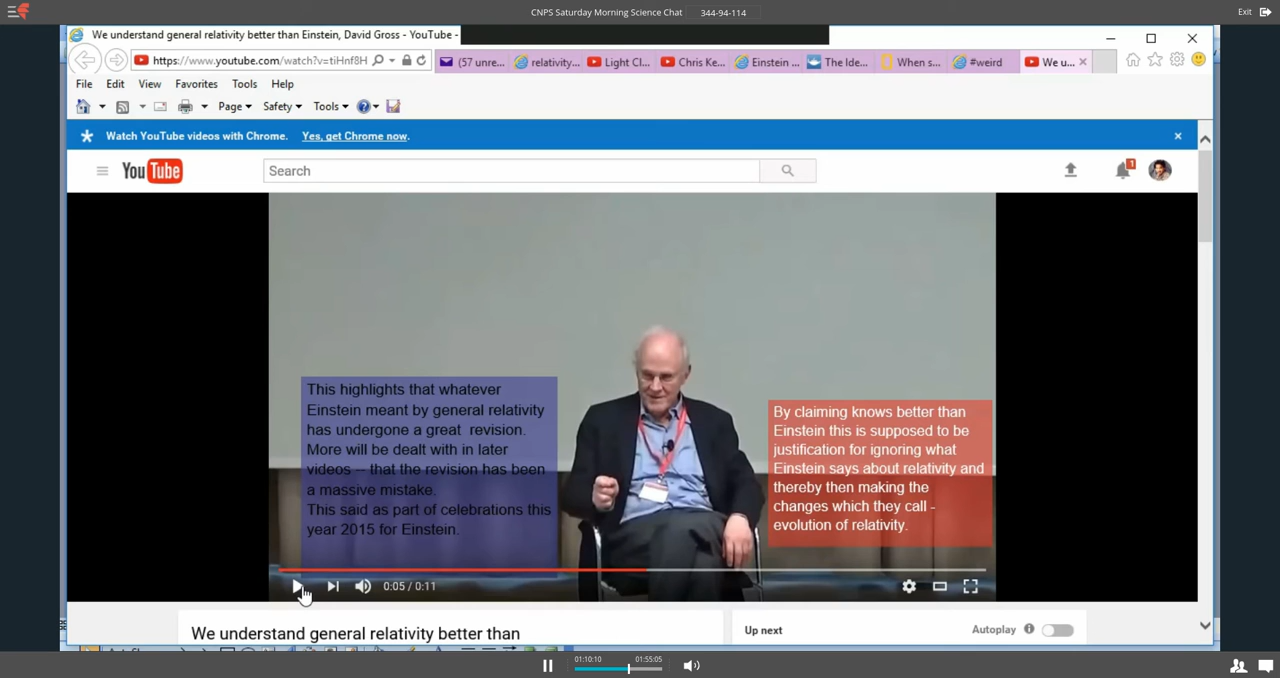 CNPS Saturday Morning Science Chat 344-94-114
Exit
We understand general relativity better than Einstein, David Gross - YouTube -
https://www.youtube.com/watch?v=tiHnf8H
(57 unre...
relativity...
Light Cl...
Chris Ke...
Einstein ...
The Ide...
When s...
#weird
We u...
File Edit View Favorites Tools Help
Page Safety Tools
Watch YouTube videos with Chrome. Yes, get Chrome now.
YouTube
Search
1
This highlights that whatever
Einstein meant by general relativity
has undergone a great revision.
More will be dealt with in later
videos -- that the revision has been
a massive mistake.
This said as part of celebrations this
year 2015 for Einstein.
By claiming knows better than
Einstein this is supposed to be
justification for ignoring what
Einstein says about relativity and
thereby then making the
changes which they call -
evolution of relativity.
0:05 / 0:11
We understand general relativity better than
Up next
Autoplay
01:10:10 01:55:05